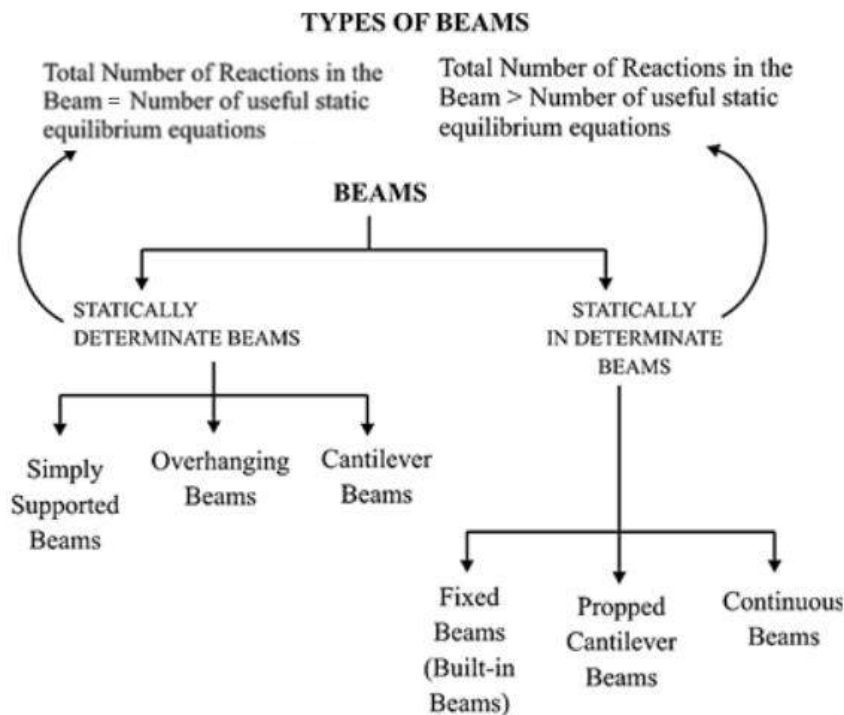 TYPES OF BEAMS
Total Number of Reactions in the
Beam = Number of useful static
equilibrium equations
Total Number of Reactions in the
Beam > Number of useful static
equilibrium equations
BEAMS
STATICALLY
DETERMINATE BEAMS
STATICALLY
IN DETERMINATE
BEAMS
Simply
Supported
Beams
Overhanging
Beams
Cantilever
Beams
Fixed
Beams
(Built-in
Beams)
Propped
Cantilever
Beams
Continuous
Beams